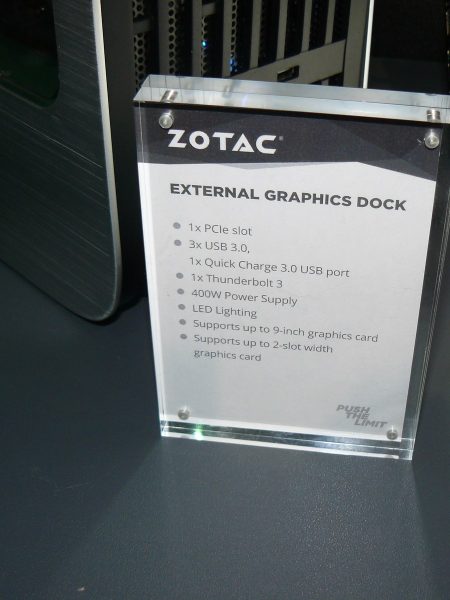 ZOTAC®
EXTERNAL GRAPHICS DOCK
1x PCIe slot
3x USB 3.0,
1x Quick Charge 3.0 USB port
1x Thunderbolt 3
400W Power Supply
LED Lighting
Supports up to 9-inch graphics card
Supports up to 2-slot width
graphics card
PUSH
THE
LIMIT